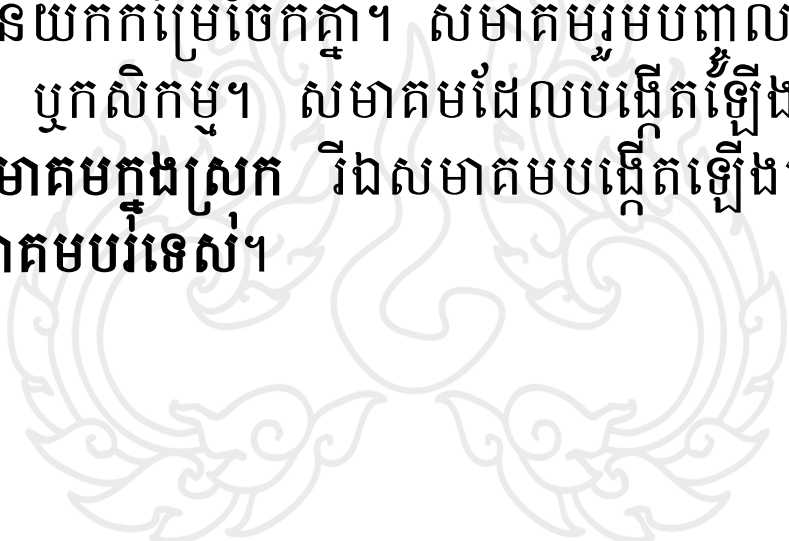 នយកកម្រៃចែកគ្នា។ សមាគមរួមបញ្ចូល
ឬកសិកម្ម។ សមាគមដែលបង្កើតឡើង
មាគមក្នុងស្រុក រីឯសមាគមបង្កើតឡើង
គមបរទេស។